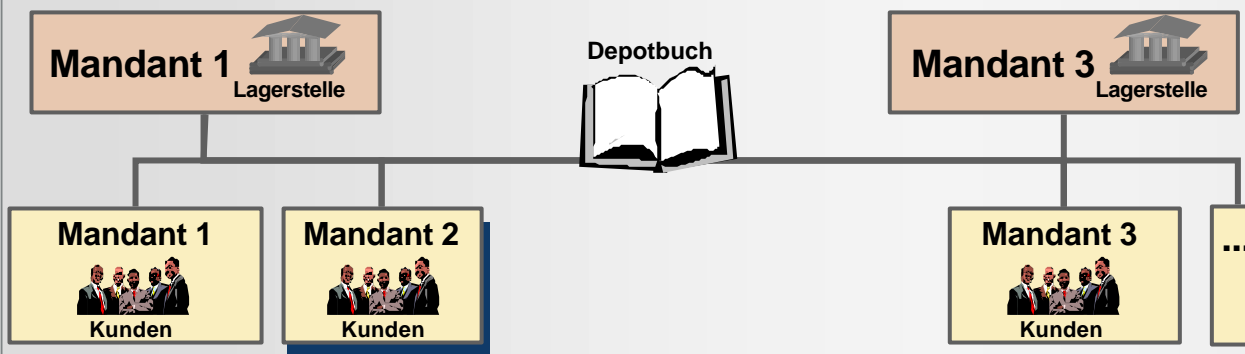 Mandant 1
Lagerstelle
Depotbuch
Mandant 3
Lagerstelle
Mandant 1
Kunden
Mandant 2
Kunden
Mandant 3
Kunden
...